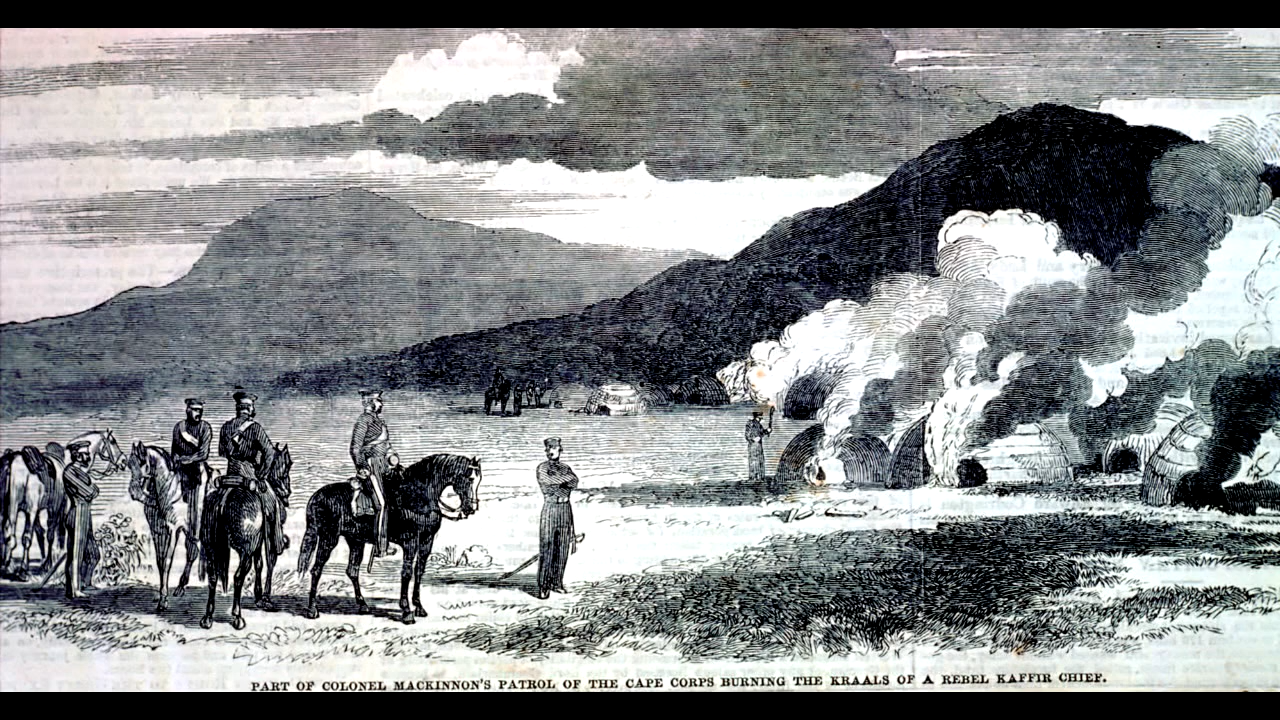 PART OF COLONEL MACKINNON'S PATROL OF THE CAPE CORPS BURNING THE KRAALS OF A REBEL KAFFIR CHIEF.